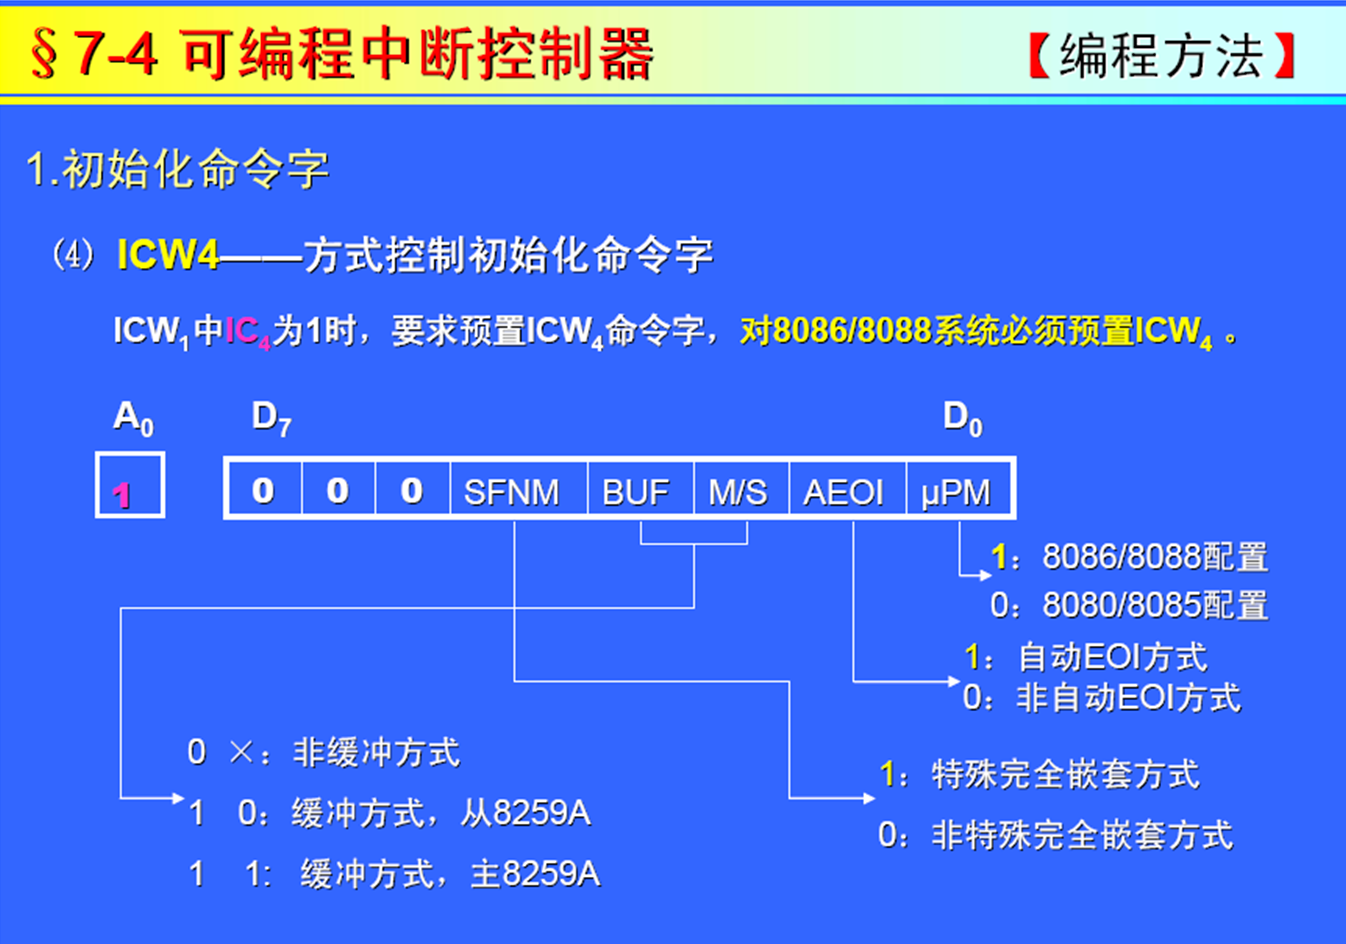 §7-4 可编程中断控制器 【编程方法】
1.初始化命令字
⑷ ICW4——方式控制初始化命令字
ICW1中IC4为1时，要求预置ICW4命令字，对8086/8088系统必须预置ICW4 。
A0 D7 D0
1 0 0 0 SFNM BUF M/S AEOI μPM
1：8086/8088配置
0：8080/8085配置
1：自动EOI方式
0：非自动EOI方式
0 ×：非缓冲方式
1 0：缓冲方式，从8259A
1 1: 缓冲方式，主8259A
1：特殊完全嵌套方式
0：非特殊完全嵌套方式